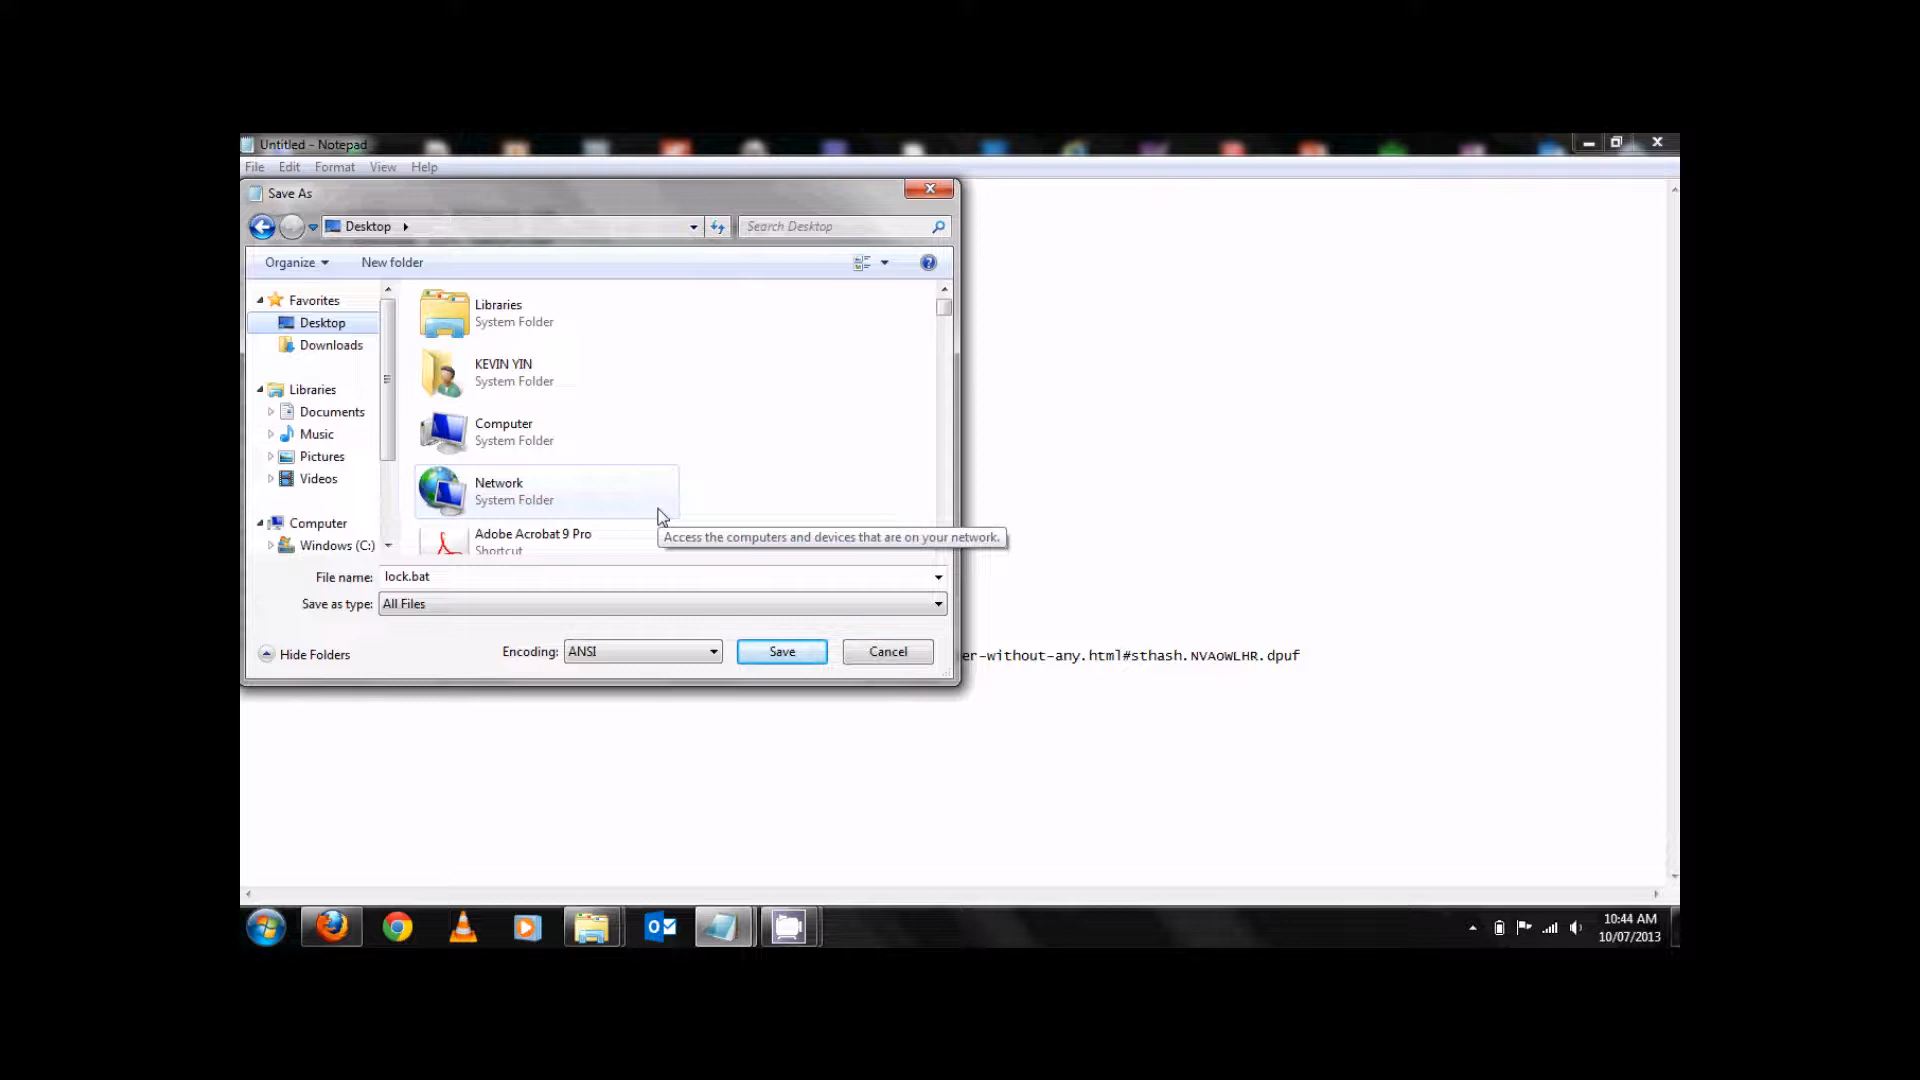 Untitled - Notepad
File Edit Format View Help
Save As
Desktop
Search Desktop
Organize New folder
Favorites
Desktop
Downloads
Libraries
Documents
Music
Pictures
Videos
Computer
Windows (C:)
Libraries
System Folder
KEVIN YIN
System Folder
Computer
System Folder
Network
System Folder
Adobe Acrobat 9 Pro
Shortcut
Access the computers and devices that are on your network.
File name: lock.bat
Save as type: All Files
Hide Folders
Encoding: ANSI
Save
Cancel
er-without-any.html#sthash.NVAoWLHR.dpuf
10:44 AM
10/07/2013